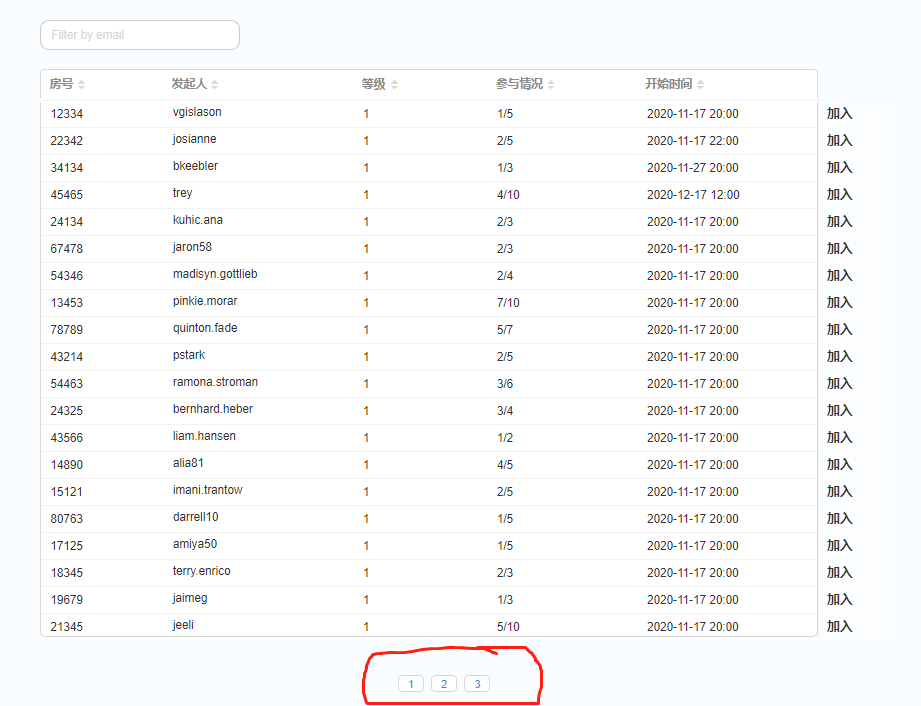 Filter by email
房号 发起人 等级 参与情况 开始时间
12334 vgislason 1 1/5 2020-11-17 20:00 加入
22342 josianne 1 2/5 2020-11-17 22:00 加入
34134 bkeebler 1 1/3 2020-11-27 20:00 加入
45465 trey 1 4/10 2020-12-17 12:00 加入
24134 kuhic.ana 1 2/3 2020-11-17 20:00 加入
67478 jaron58 1 2/3 2020-11-17 20:00 加入
54346 madisyn.gottlieb 1 2/4 2020-11-17 20:00 加入
13453 pinkie.morar 1 7/10 2020-11-17 20:00 加入
78789 quinton.fade 1 5/7 2020-11-17 20:00 加入
43214 pstark 1 2/5 2020-11-17 20:00 加入
54463 ramona.stroman 1 3/6 2020-11-17 20:00 加入
24325 bernhard.heber 1 3/4 2020-11-17 20:00 加入
43566 liam.hansen 1 1/2 2020-11-17 20:00 加入
14890 alia81 1 4/5 2020-11-17 20:00 加入
15121 imani.trantow 1 2/5 2020-11-17 20:00 加入
80763 darrell10 1 1/5 2020-11-17 20:00 加入
17125 amiya50 1 1/5 2020-11-17 20:00 加入
18345 terry.enrico 1 2/3 2020-11-17 20:00 加入
19679 jaimeg 1 1/3 2020-11-17 20:00 加入
21345 jeeli 1 5/10 2020-11-17 20:00 加入
1 2 3